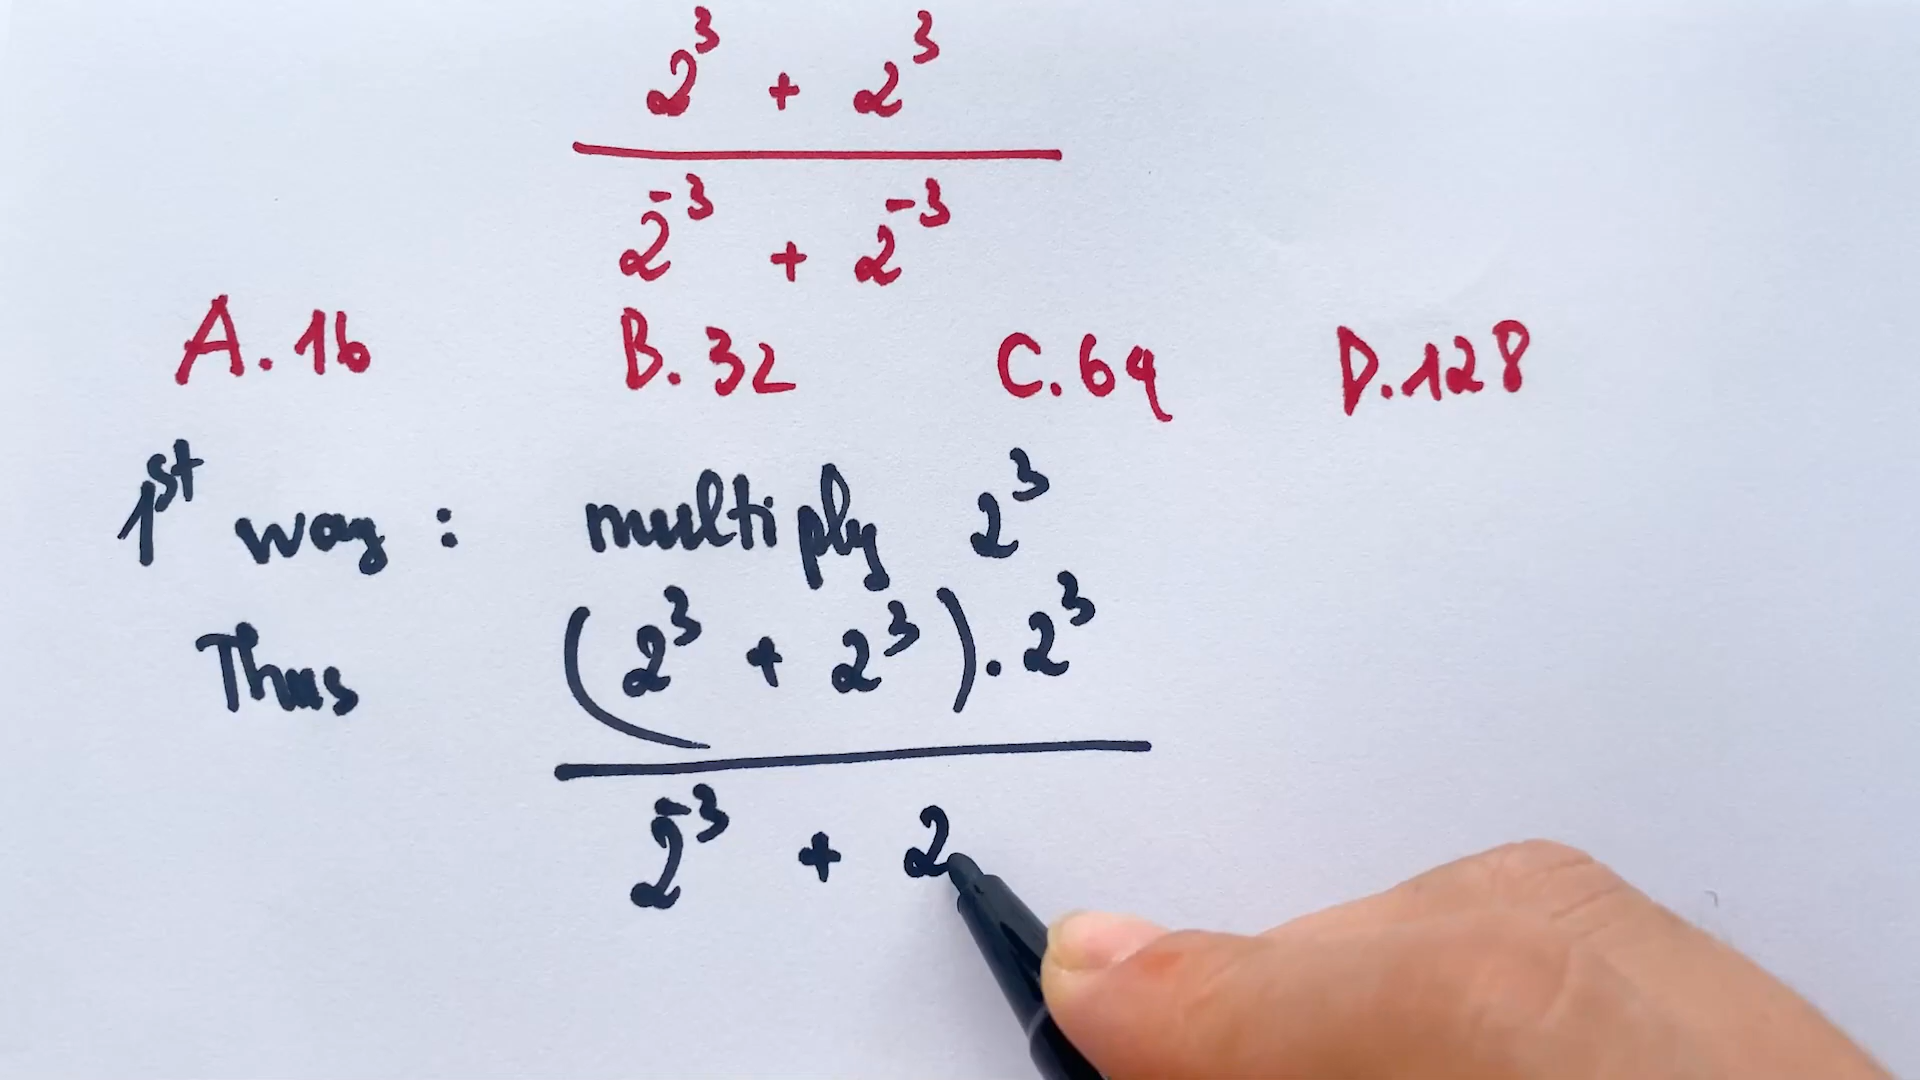 2³ + 2³
2⁻³ + 2⁻³
A. 16 B. 32 C. 64 D. 128
1st way : multiply 2³
Thus (2³ + 2³) . 2³
2⁻³ + 2